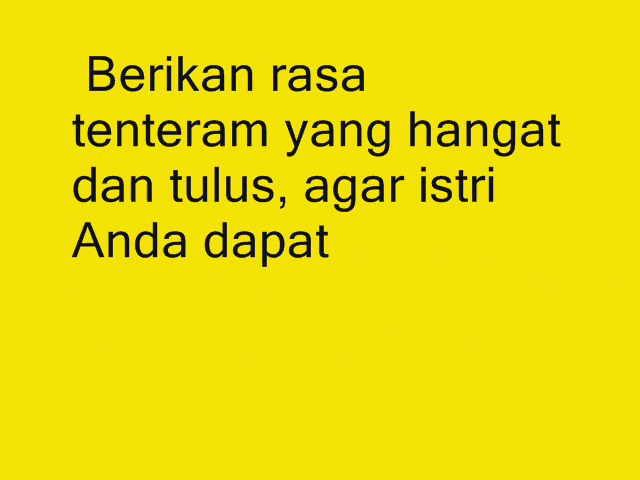 Berikan rasa
tenteram yang hangat
dan tulus, agar istri
Anda dapat